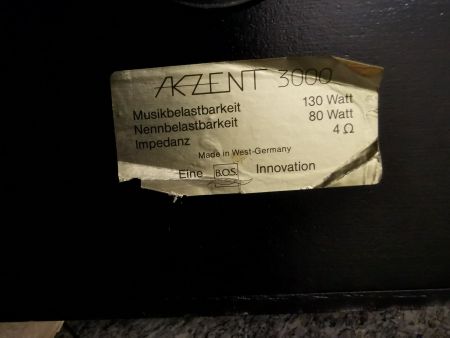 AKZENT 3000
Musikbelastbarkeit 130 Watt
Nennbelastbarkeit 80 Watt
Impedanz 4 Ω
Made in West-Germany
Eine B.O.S. Innovation